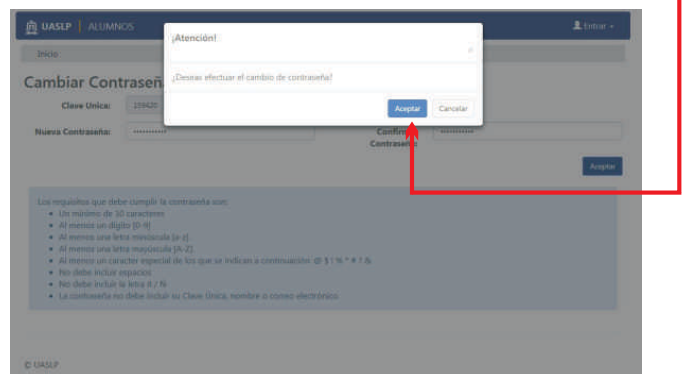 UASLP | ALUMNOS
Entrar
Inicio
¡Atención!
¿Deseas efectuar el cambio de contraseña?
Aceptar Cancelar
Cambiar Contraseñ
Clave Unica:
Nueva Contraseña: •••••••••••
Contraseña:
Aceptar
Los requisitos que debe cumplir la contraseña son:
Un mínimo de 10 caracteres
Al menos un dígito [0-9]
Al menos una letra minúscula [a-z]
Al menos una letra mayúscula [A-Z]
Al menos un caracter especial de los que se indican a continuación @ $ ! % * # ? &
No debe incluir espacios
No debe incluir la letra ñ / Ñ
La contraseña no debe incluir su Clave Única, nombre o correo electrónico
© UASLP